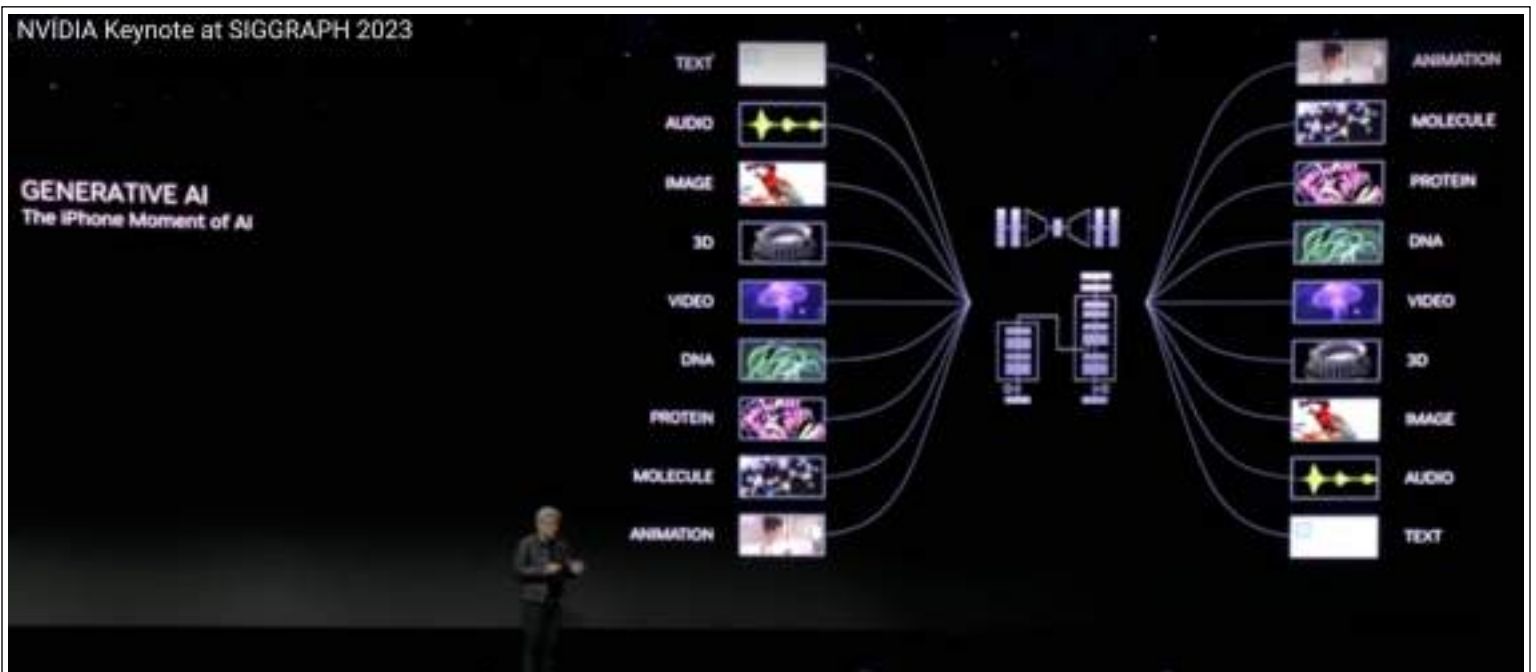 NVIDIA Keynote at SIGGRAPH 2023
GENERATIVE AI
The iPhone Moment of AI
TEXT
AUDIO
IMAGE
3D
VIDEO
DNA
PROTEIN
MOLECULE
ANIMATION
ANIMATION
MOLECULE
PROTEIN
DNA
VIDEO
3D
IMAGE
AUDIO
TEXT